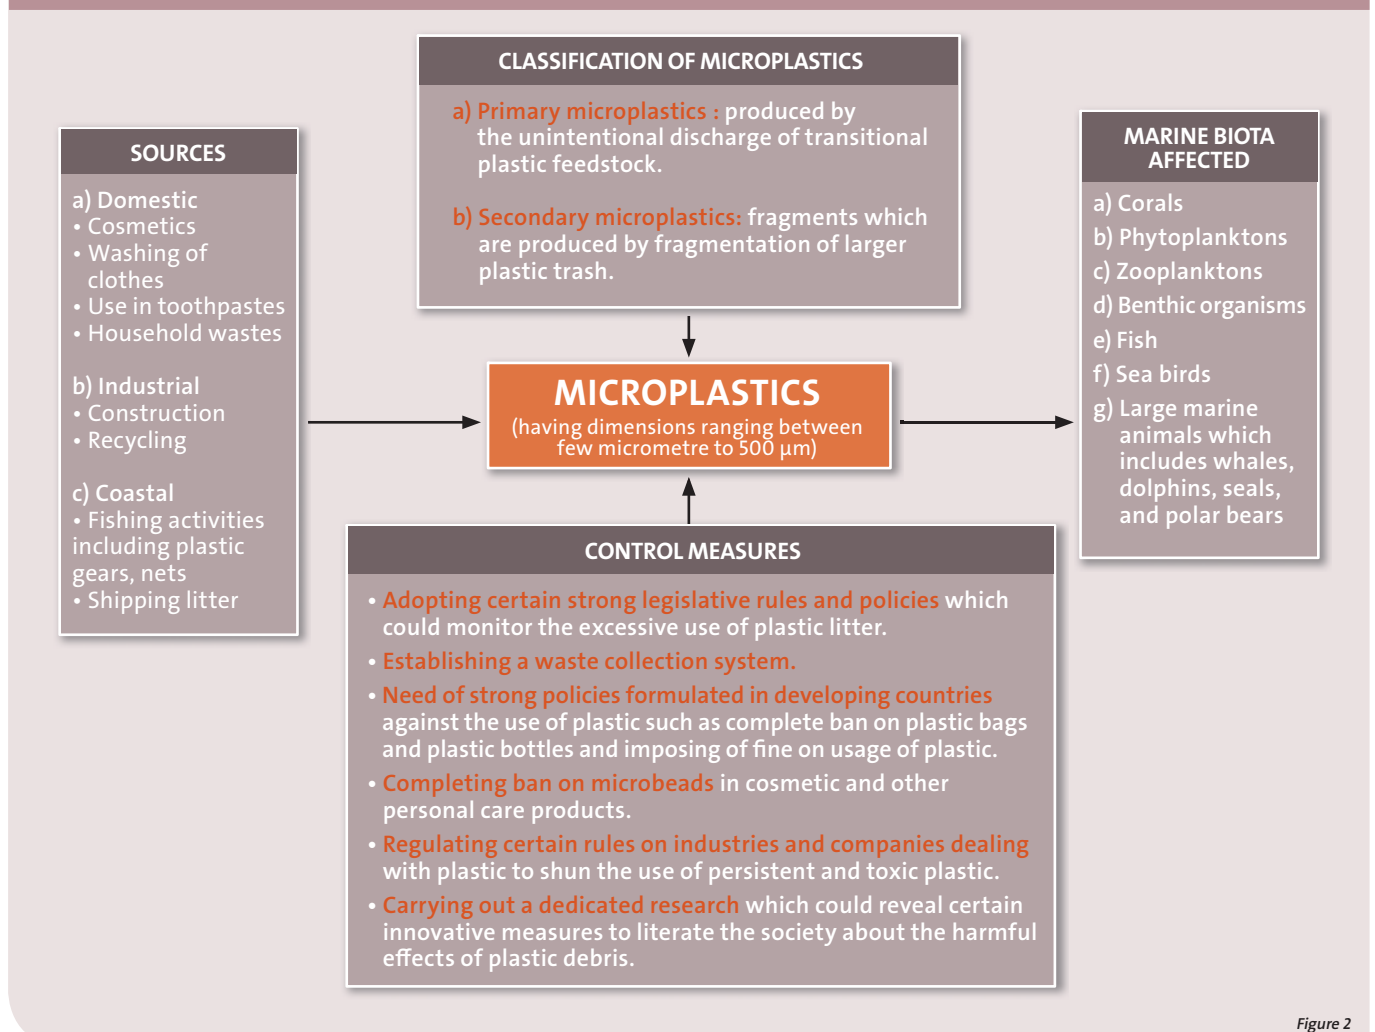 CLASSIFICATION OF MICROPLASTICS
a) Primary microplastics : produced by
the unintentional discharge of transitional
plastic feedstock.
b) Secondary microplastics: fragments which
are produced by fragmentation of larger
plastic trash.
SOURCES
a) Domestic
• Cosmetics
• Washing of
clothes
• Use in toothpastes
• Household wastes
b) Industrial
• Construction
• Recycling
c) Coastal
• Fishing activities
including plastic
gears, nets
• Shipping litter
MICROPLASTICS
(having dimensions ranging between
few micrometre to 500 µm)
MARINE BIOTA
AFFECTED
a) Corals
b) Phytoplanktons
c) Zooplanktons
d) Benthic organisms
e) Fish
f) Sea birds
g) Large marine
animals which
includes whales,
dolphins, seals,
and polar bears
CONTROL MEASURES
• Adopting certain strong legislative rules and policies which
could monitor the excessive use of plastic litter.
• Establishing a waste collection system.
• Need of strong policies formulated in developing countries
against the use of plastic such as complete ban on plastic bags
and plastic bottles and imposing of fine on usage of plastic.
• Completing ban on microbeads in cosmetic and other
personal care products.
• Regulating certain rules on industries and companies dealing
with plastic to shun the use of persistent and toxic plastic.
• Carrying out a dedicated research which could reveal certain
innovative measures to literate the society about the harmful
effects of plastic debris.
Figure 2